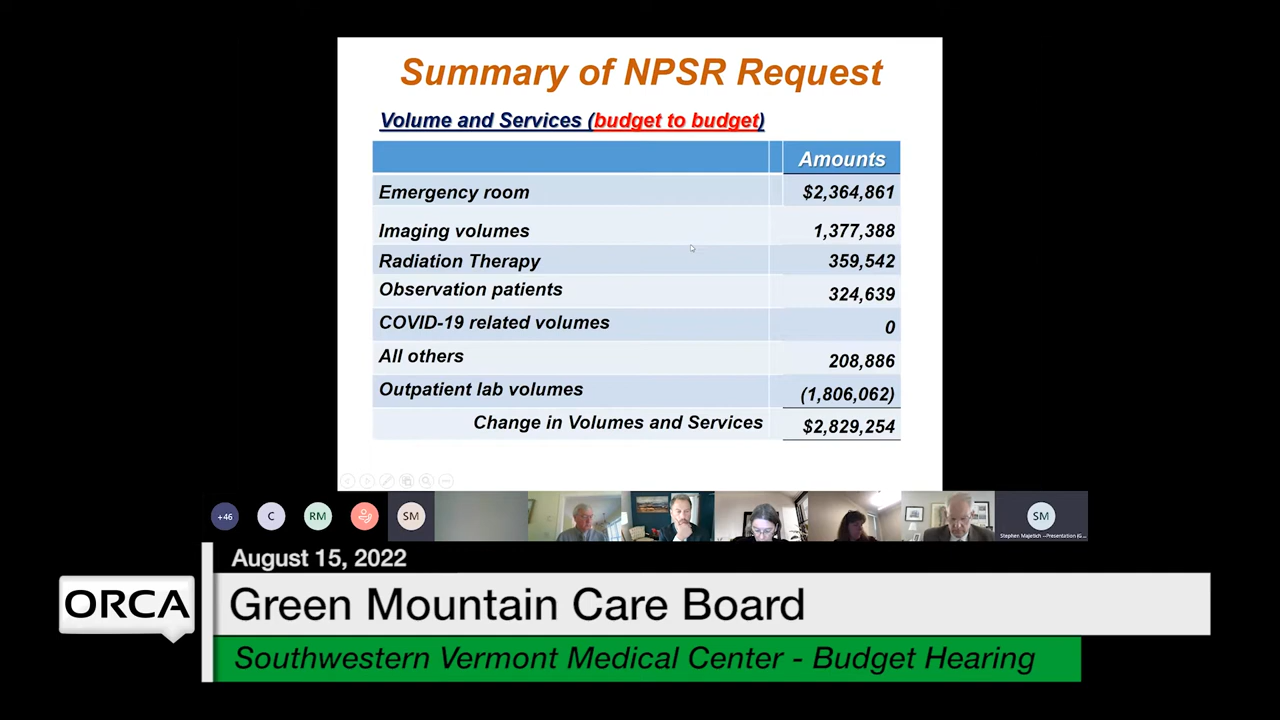 Summary of NPSR Request
Volume and Services (budget to budget)
Amounts
Emergency room $2,364,861
Imaging volumes 1,377,388
Radiation Therapy 359,542
Observation patients 324,639
COVID-19 related volumes 0
All others 208,886
Outpatient lab volumes (1,806,062)
Change in Volumes and Services $2,829,254
+46 C RM SM SM
Stephen Majetich --Presentation (G...
August 15, 2022
ORCA
Green Mountain Care Board
Southwestern Vermont Medical Center - Budget Hearing